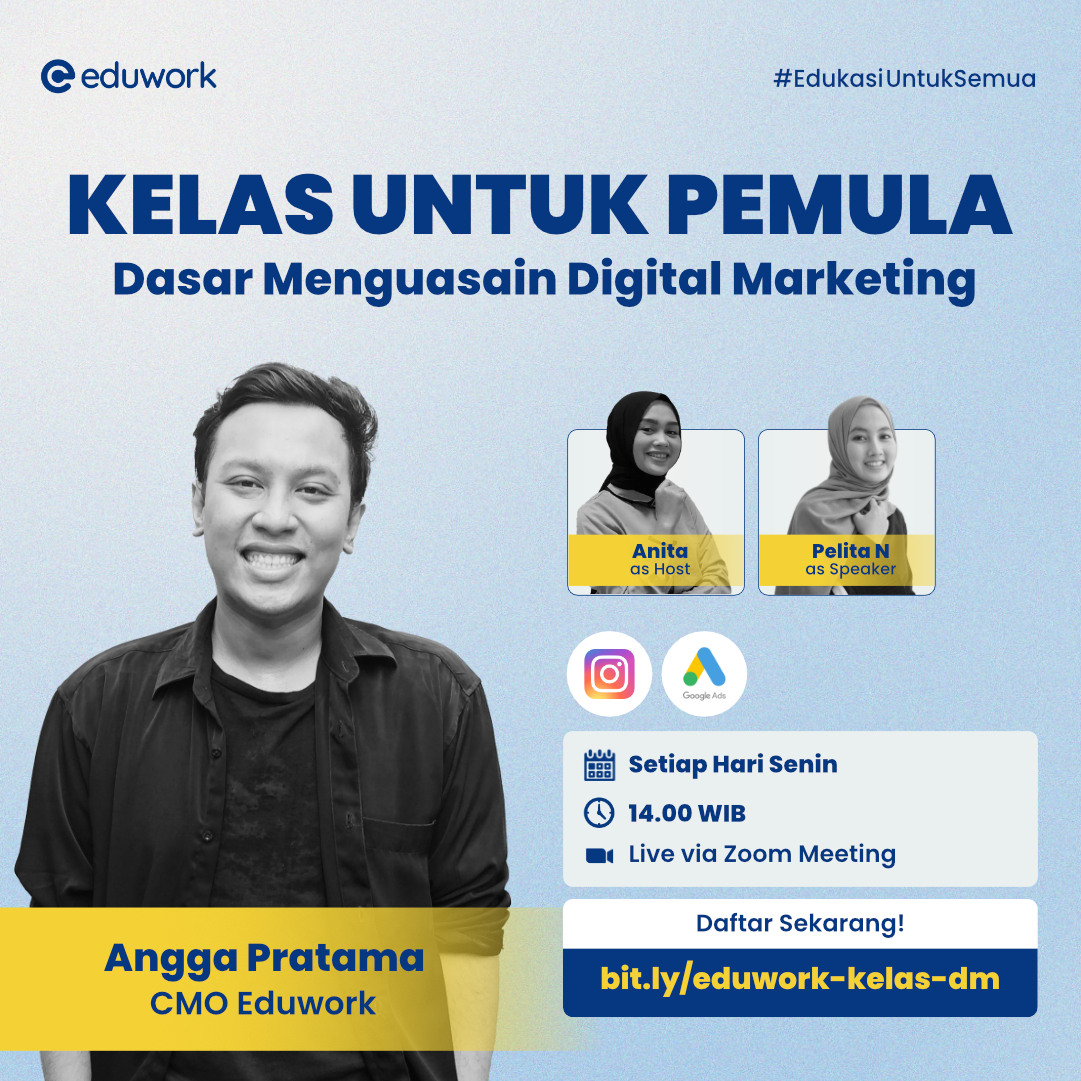 eduwork
#EdukasiUntukSemua
KELAS UNTUK PEMULA
Dasar Menguasain Digital Marketing
Anita
as Host
Pelita N
as Speaker
Google Ads
Setiap Hari Senin
14.00 WIB
Live via Zoom Meeting
Daftar Sekarang!
bit.ly/eduwork-kelas-dm
Angga Pratama
CMO Eduwork